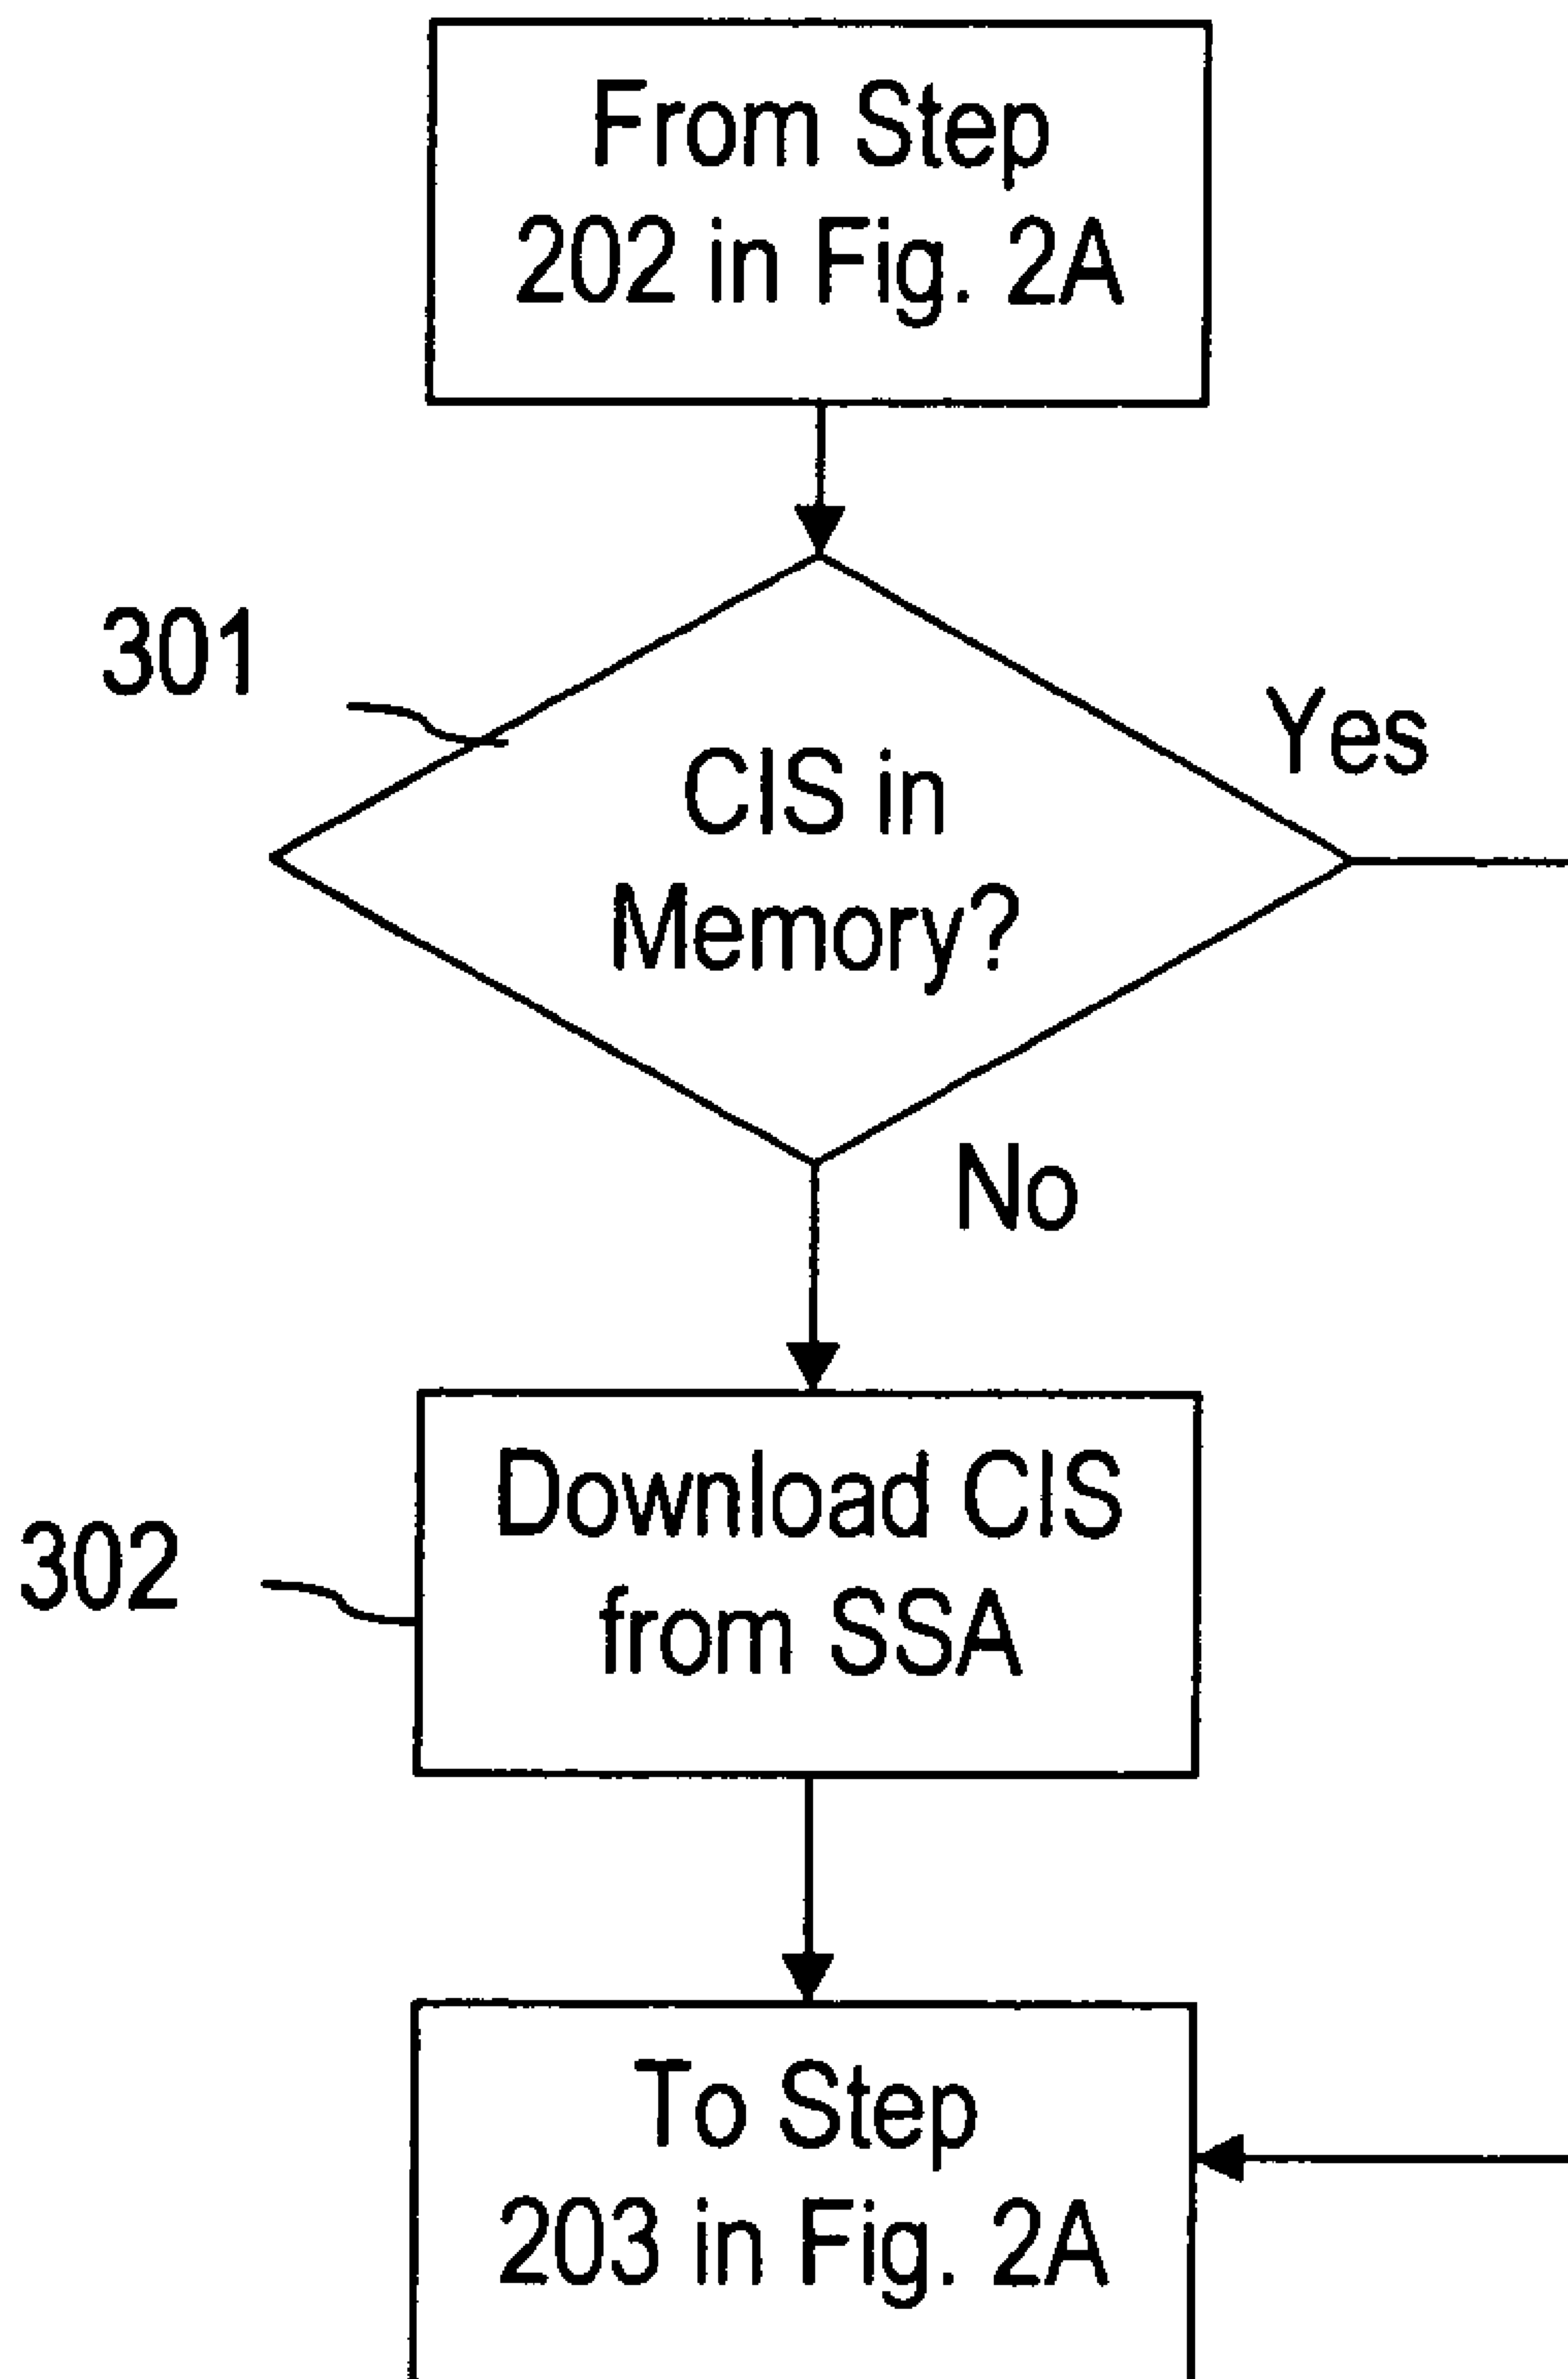 From Step
202 in Fig. 2A
301
Yes
CIS in
Memory?
No
Download CIS
from SSA
302
To Step
203 in Fig. 2A